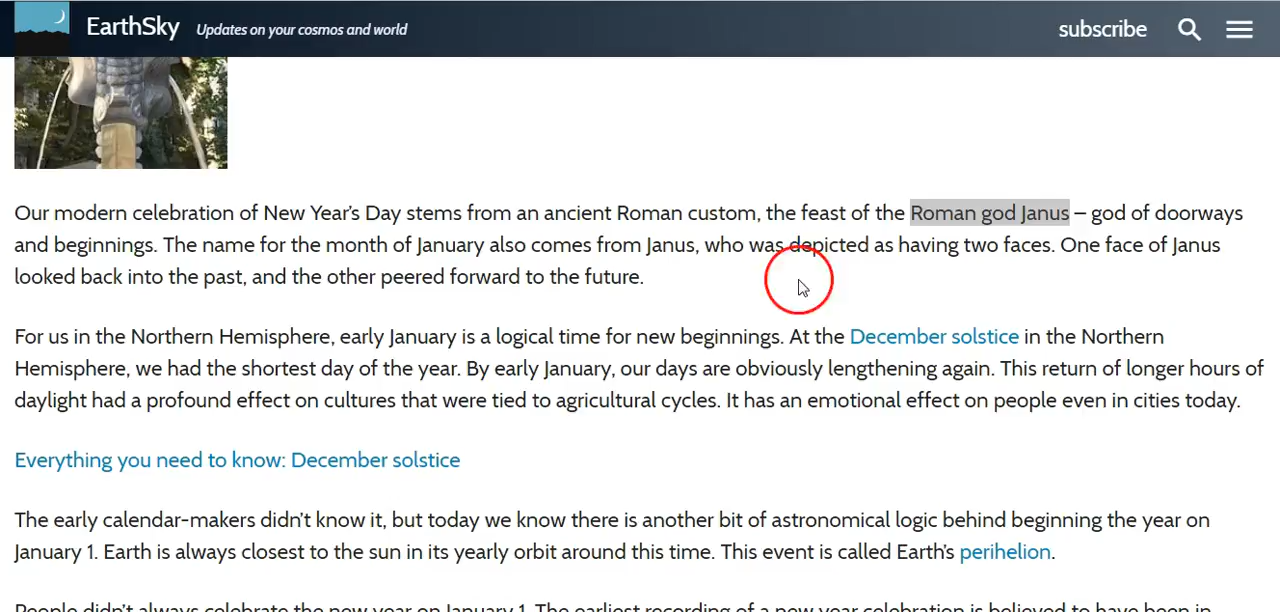 EarthSky Updates on your cosmos and world subscribe
Our modern celebration of New Year's Day stems from an ancient Roman custom, the feast of the Roman god Janus – god of doorways
and beginnings. The name for the month of January also comes from Janus, who was depicted as having two faces. One face of Janus
looked back into the past, and the other peered forward to the future.
For us in the Northern Hemisphere, early January is a logical time for new beginnings. At the December solstice in the Northern
Hemisphere, we had the shortest day of the year. By early January, our days are obviously lengthening again. This return of longer hours of
daylight had a profound effect on cultures that were tied to agricultural cycles. It has an emotional effect on people even in cities today.
Everything you need to know: December solstice
The early calendar-makers didn't know it, but today we know there is another bit of astronomical logic behind beginning the year on
January 1. Earth is always closest to the sun in its yearly orbit around this time. This event is called Earth's perihelion.
People didn't always celebrate the new year on January 1. The earliest recording of a new year celebration is believed to have been in